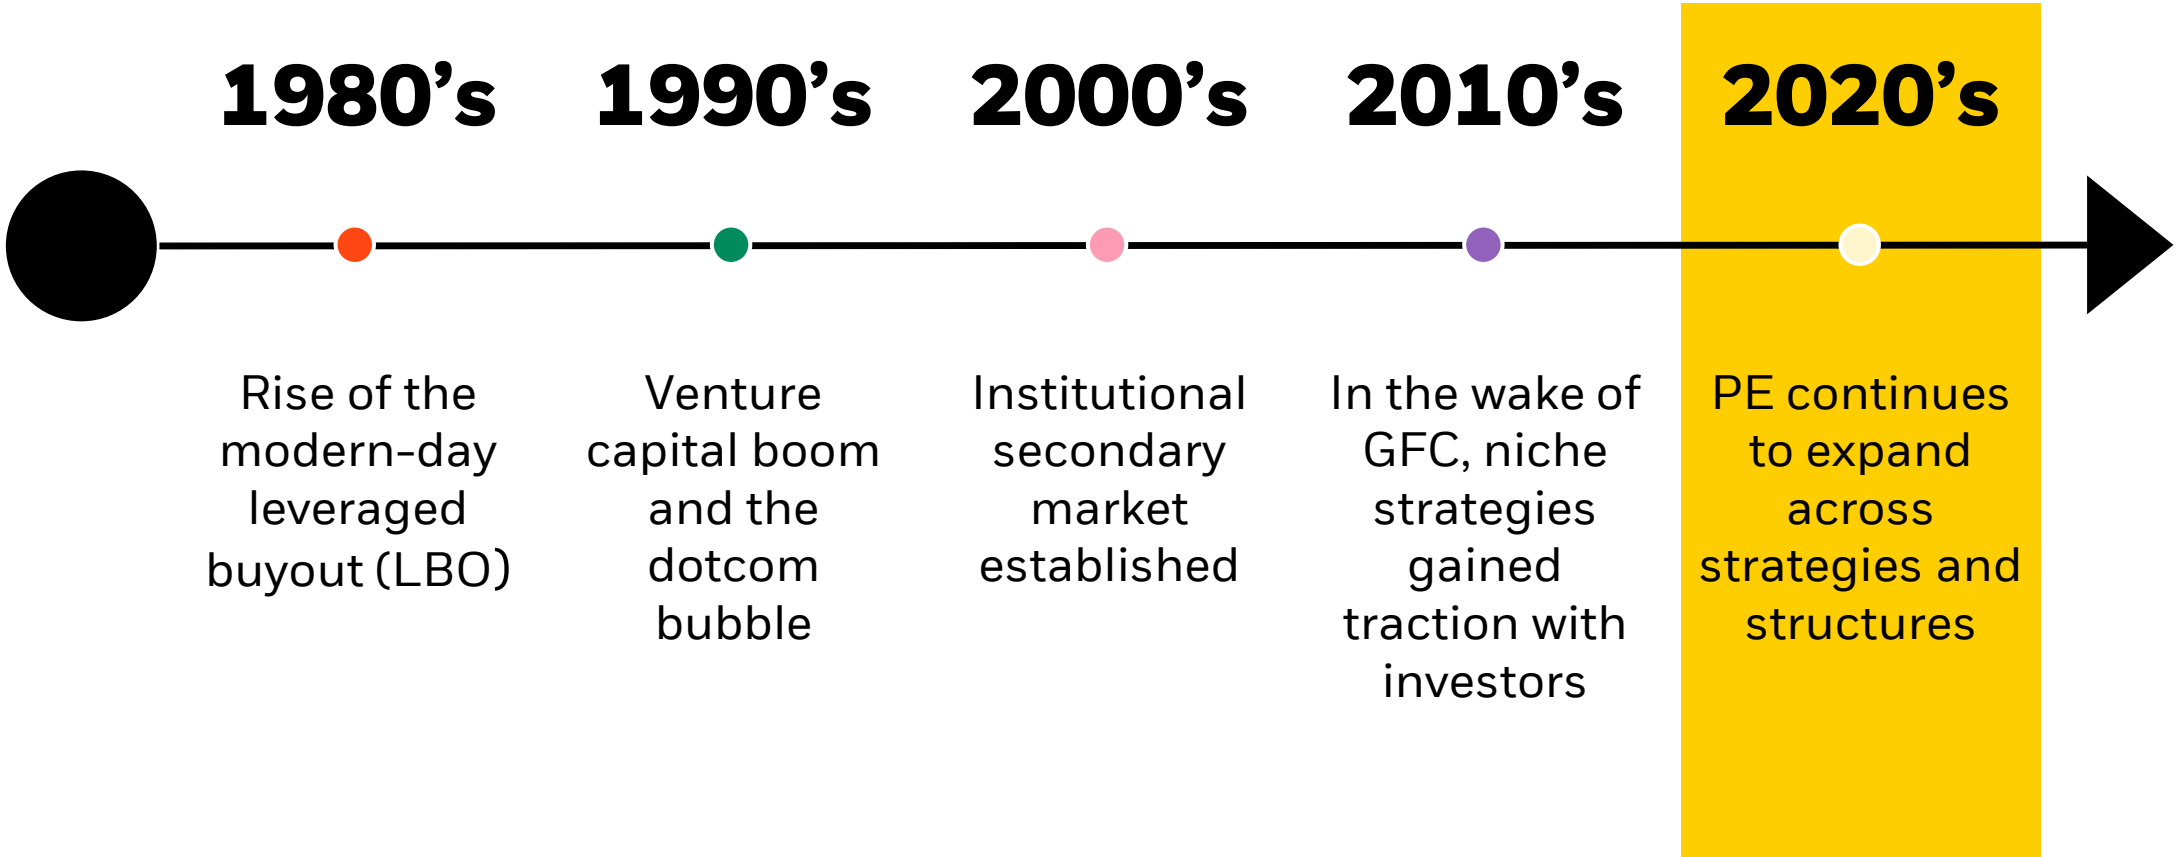 1980’s
1990’s
2000’s
2010’s
2020’s
Rise of the
modern-day
leveraged
buyout (LBO)
Venture
capital boom
and the
dotcom
bubble
Institutional
secondary
market
established
In the wake of
GFC, niche
strategies
gained
traction with
investors
PE continues
to expand
across
strategies and
structures